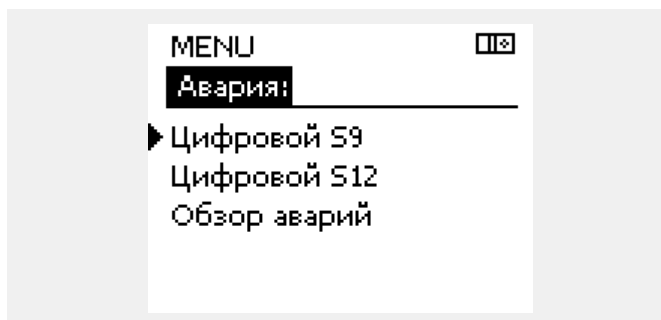 MENU
Авария:
Цифровой S9
Цифровой S12
Обзор аварий